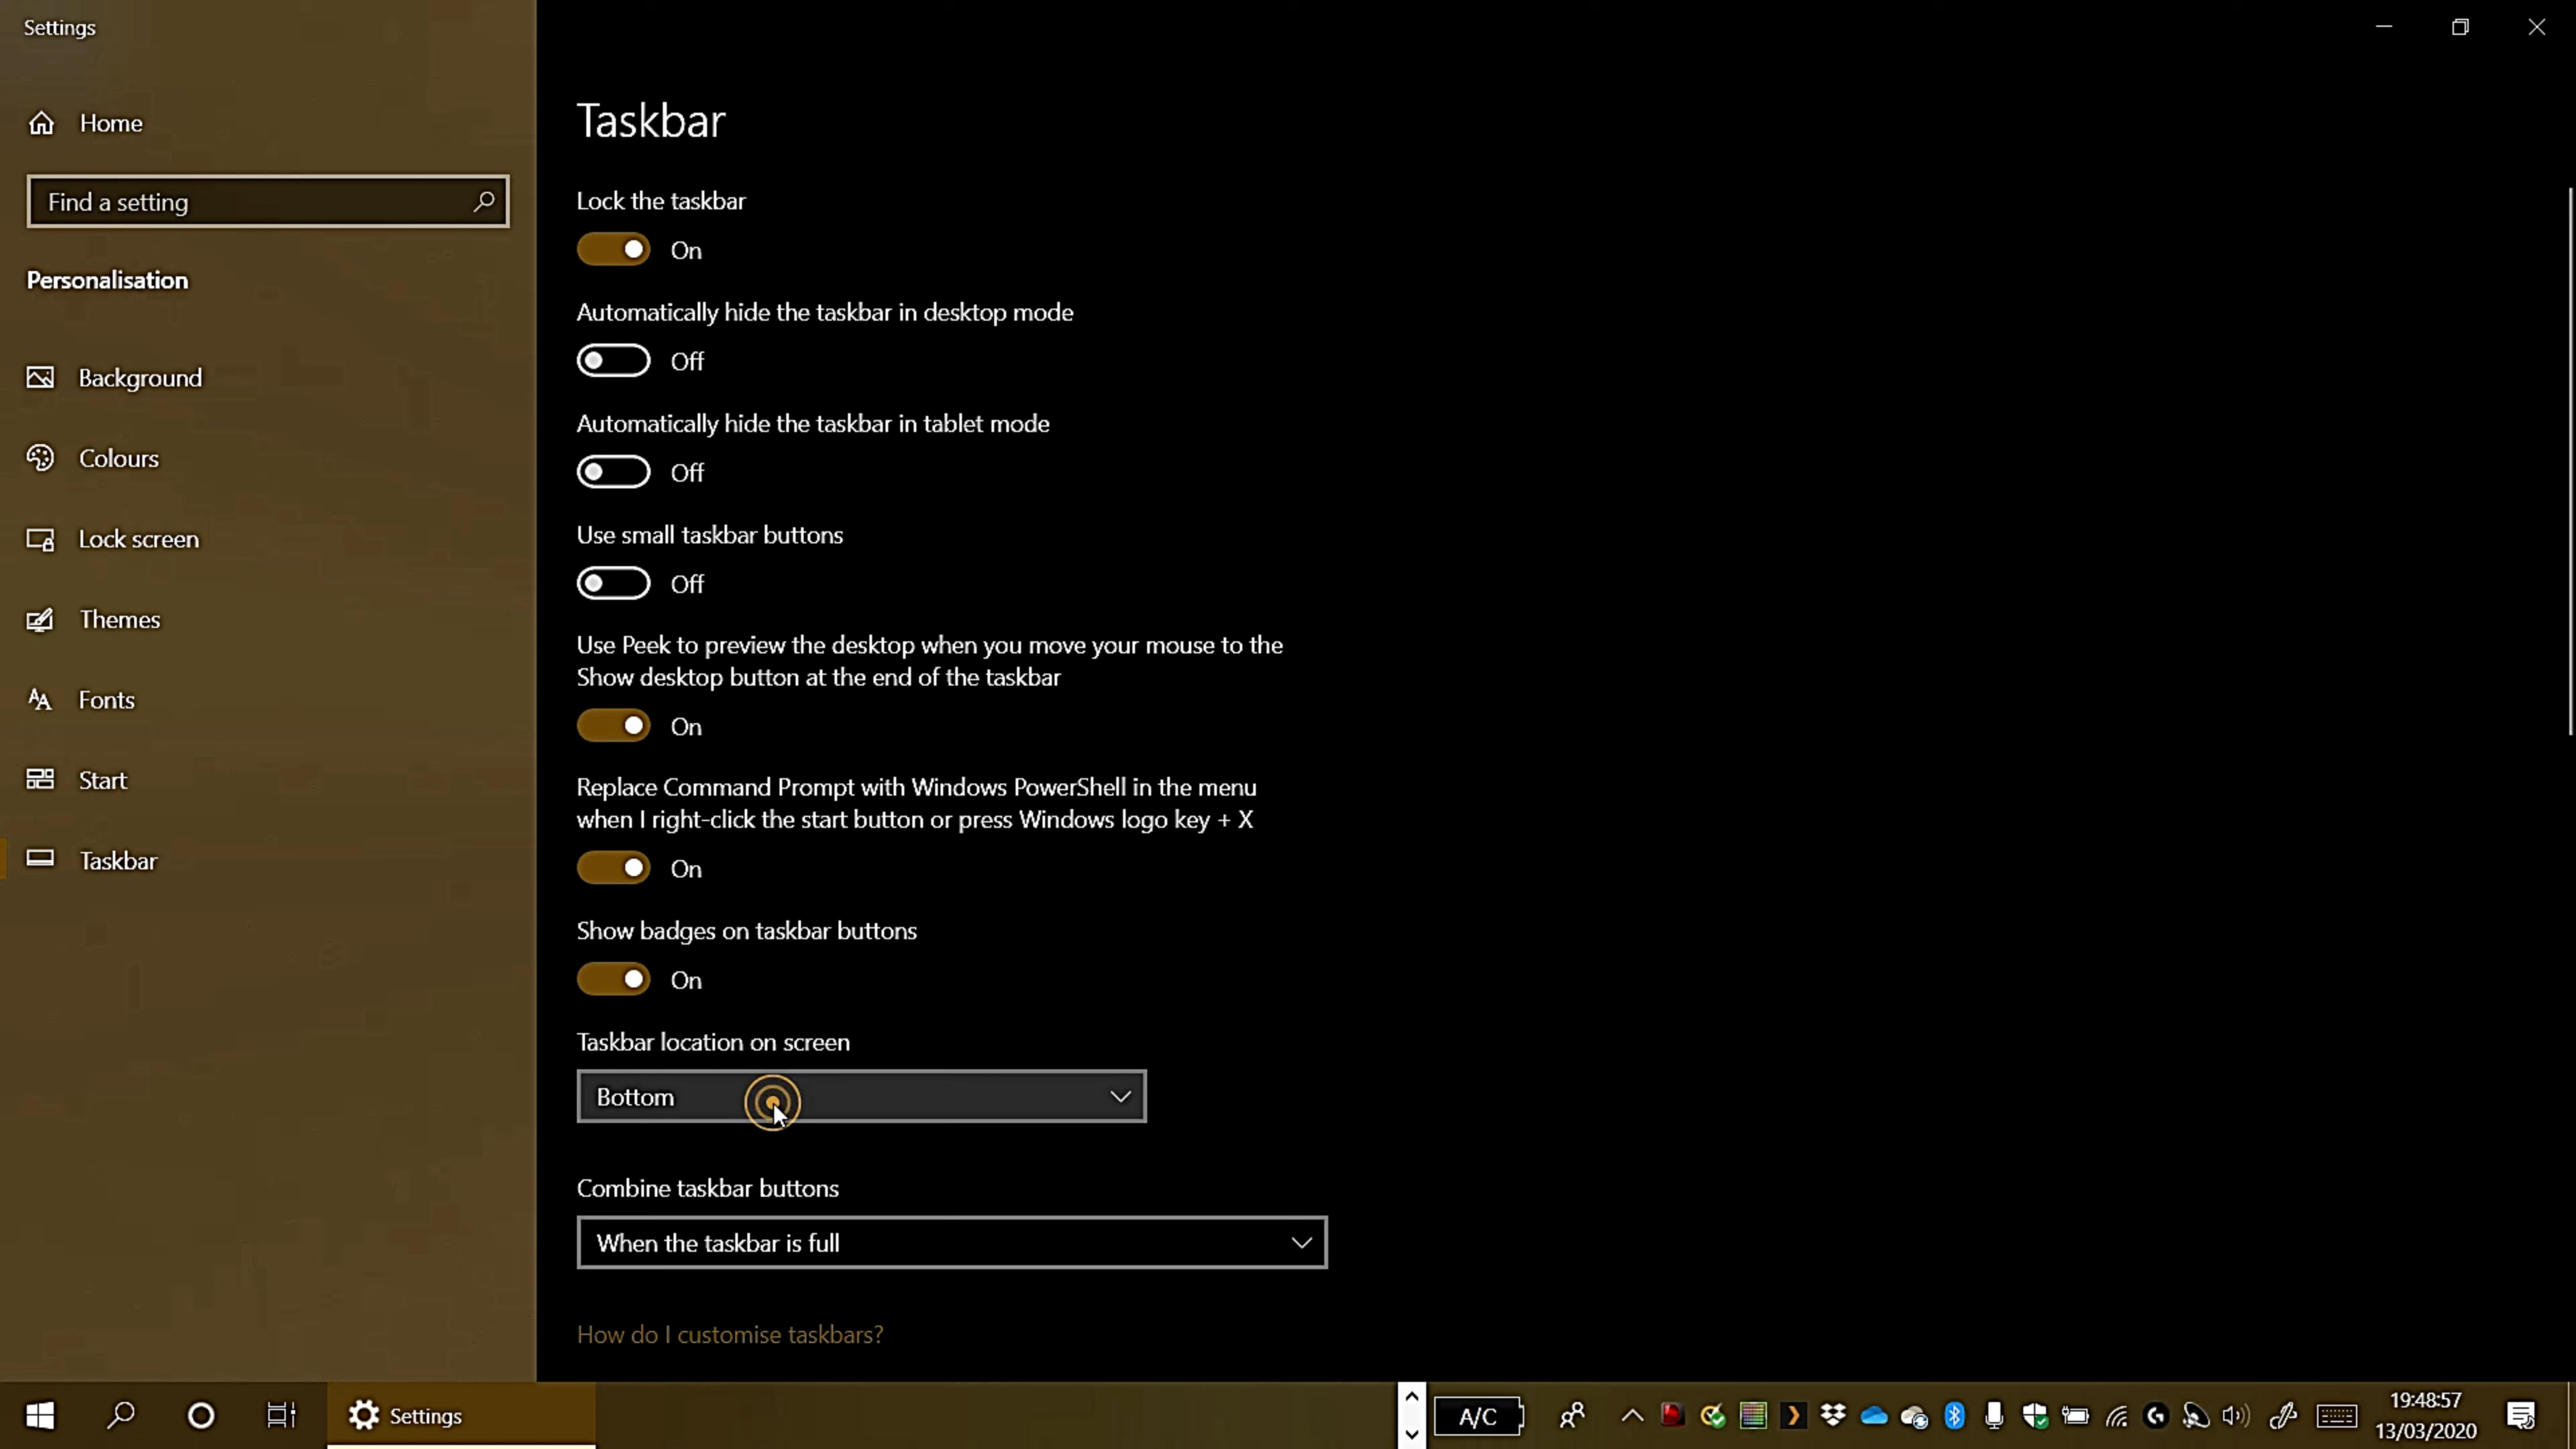 Settings
Home
Find a setting
Personalisation
Background
Colours
Lock screen
Themes
Fonts
Start
Taskbar
Taskbar
Lock the taskbar
On
Automatically hide the taskbar in desktop mode
Off
Automatically hide the taskbar in tablet mode
Off
Use small taskbar buttons
Off
Use Peek to preview the desktop when you move your mouse to the
Show desktop button at the end of the taskbar
On
Replace Command Prompt with Windows PowerShell in the menu
when I right-click the start button or press Windows logo key + X
On
Show badges on taskbar buttons
On
Taskbar location on screen
Bottom
Combine taskbar buttons
When the taskbar is full
How do I customise taskbars?
Settings
A/C
19:48:57
13/03/2020